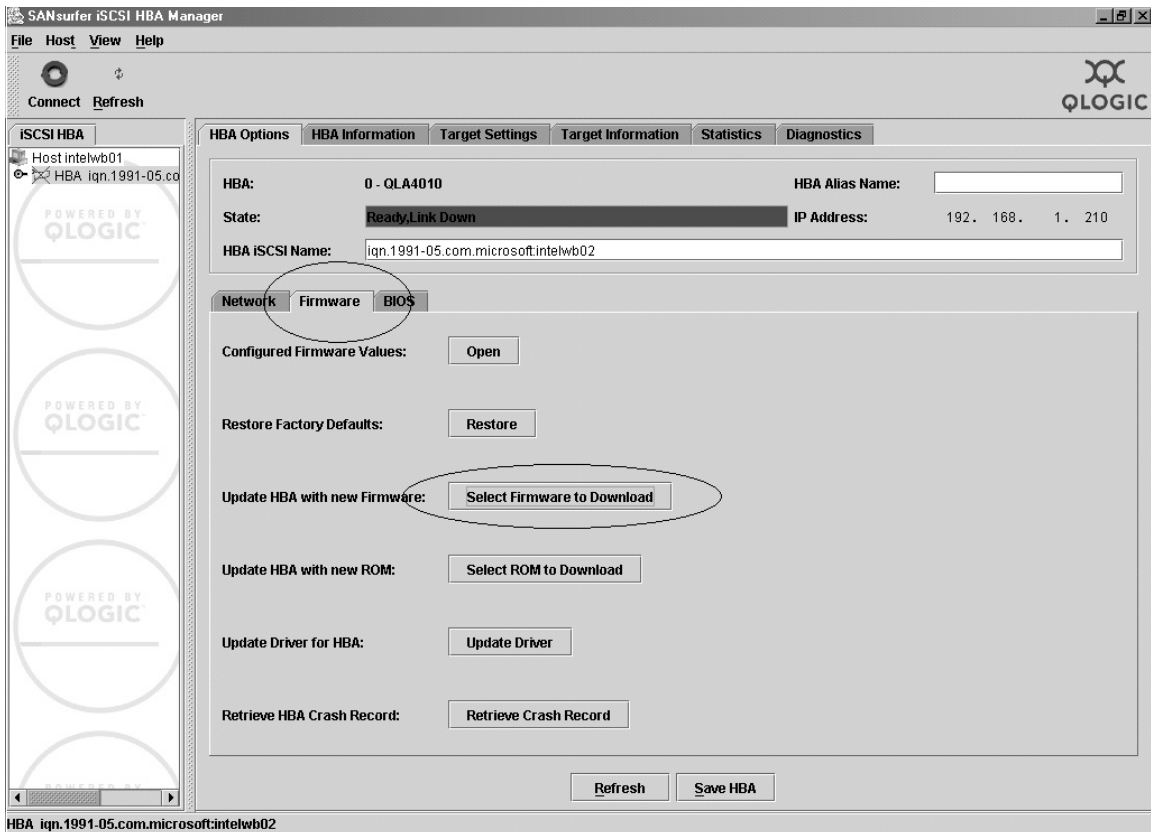 SANsurfer iSCSI HBA Manager
File Host View Help
Connect Refresh
QLOGIC
iSCSI HBA
Host intelwb01
HBA iqn.1991-05.co
POWERED BY
QLOGIC
POWERED BY
QLOGIC
POWERED BY
QLOGIC
HBA Options HBA Information Target Settings Target Information Statistics Diagnostics
HBA: 0 - QLA4010 HBA Alias Name:
State: Ready,Link Down IP Address: 192. 168. 1. 210
HBA iSCSI Name: iqn.1991-05.com.microsoft:intelwb02
Network Firmware BIOS
Configured Firmware Values: Open
Restore Factory Defaults: Restore
Update HBA with new Firmware: Select Firmware to Download
Update HBA with new ROM: Select ROM to Download
Update Driver for HBA: Update Driver
Retrieve HBA Crash Record: Retrieve Crash Record
Refresh Save HBA
HBA iqn.1991-05.com.microsoft:intelwb02